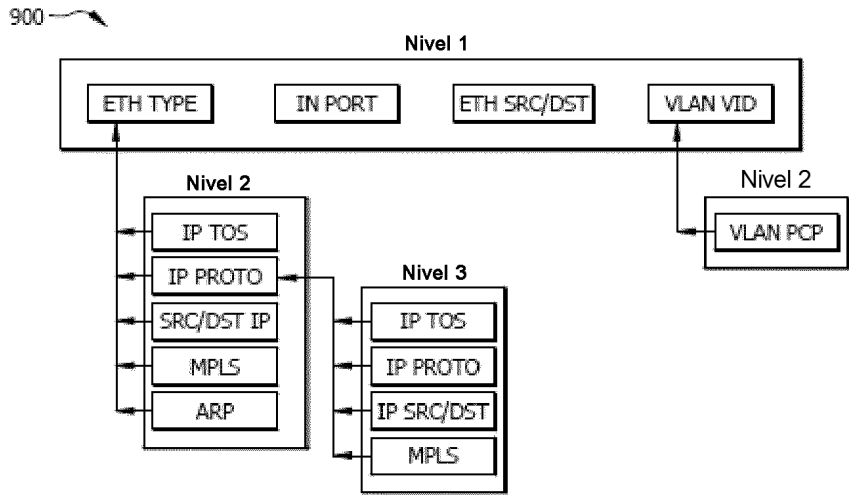 900
Nivel 1
ETH TYPE
IN PORT
ETH SRC/DST
VLAN VID
Nivel 2
IP TOS
IP PROTO
SRC/DST IP
MPLS
ARP
Nivel 2
VLAN PCP
Nivel 3
IP TOS
IP PROTO
IP SRC/DST
MPLS